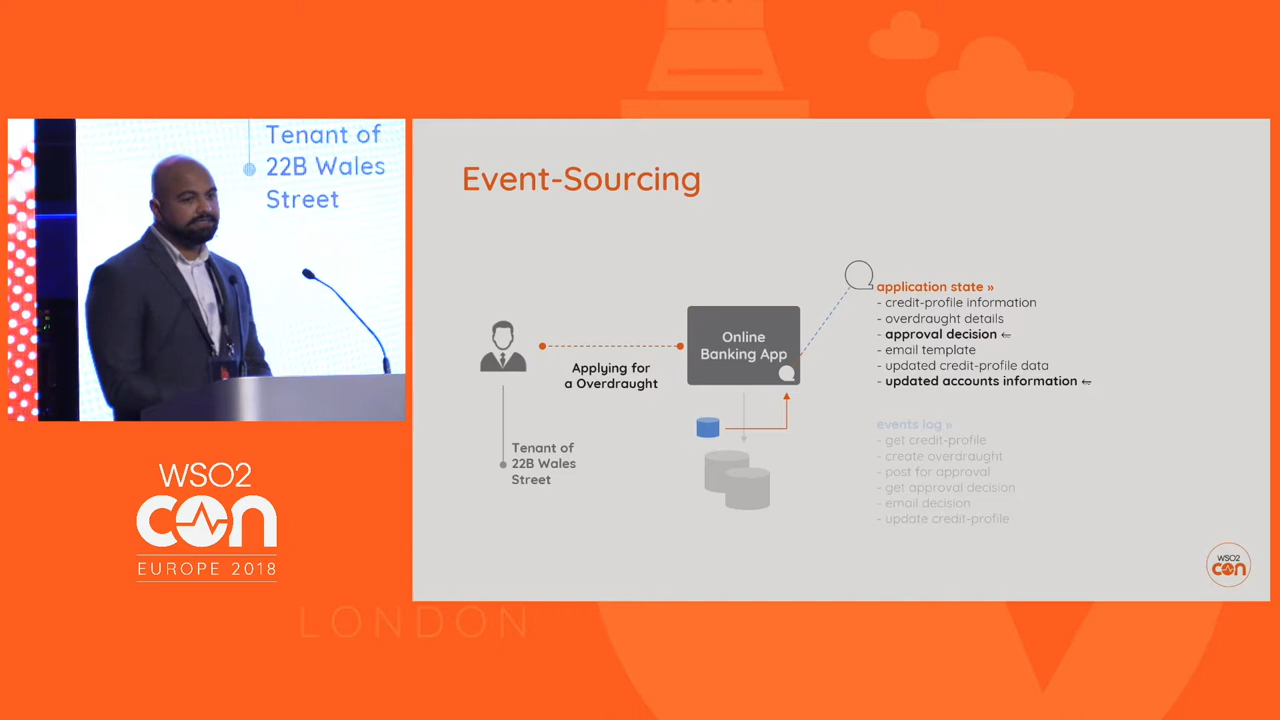 Tenant of
22B Wales
Street
WSO2
CON
EUROPE 2018
LONDON
Event-Sourcing
Applying for
a Overdraught
Tenant of
22B Wales
Street
Online
Banking App
application state »
- credit-profile information
- overdraught details
- approval decision ⇐
- email template
- updated credit-profile data
- updated accounts information ⇐
events log »
- get credit-profile
- create overdraught
- post for approval
- get approval decision
- email decision
- update credit-profile
WSO2
CON